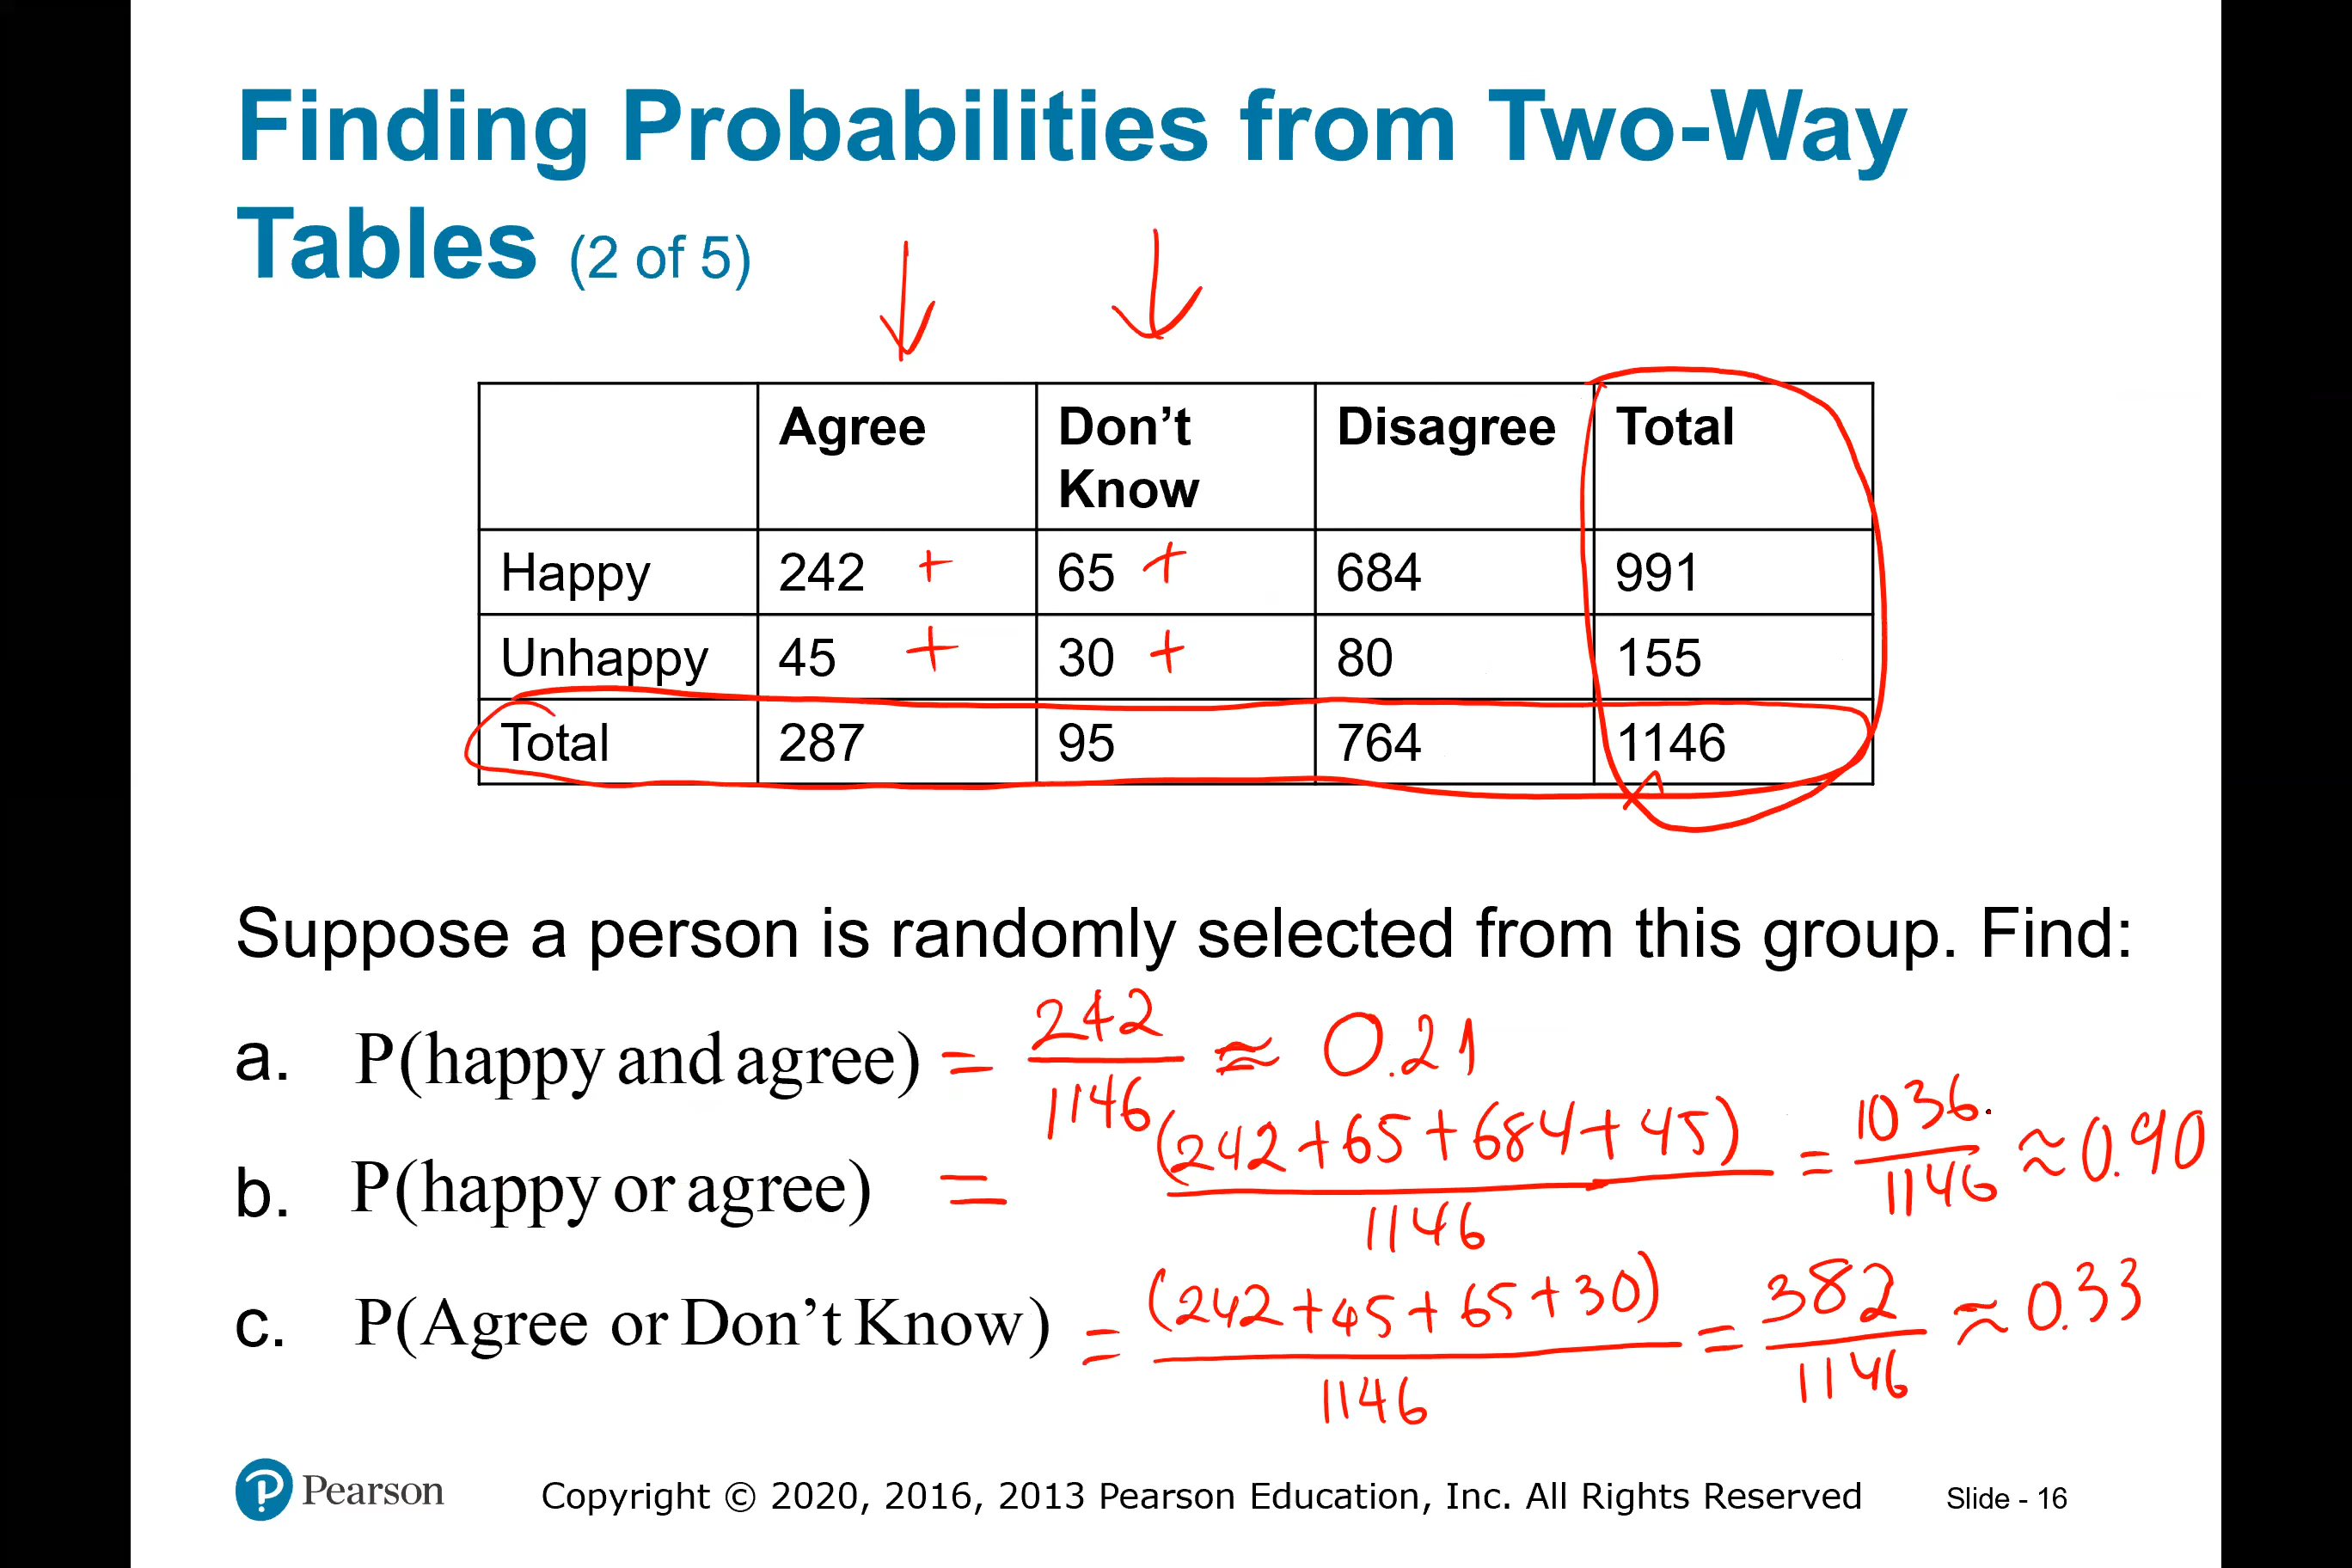 Finding Probabilities from Two-Way
Tables (2 of 5)
Agree Don't Know Disagree Total
Happy 242 + 65 + 684 991
Unhappy 45 + 30 + 80 155
Total 287 95 764 1146
Suppose a person is randomly selected from this group. Find:
a. P(happy and agree) = 242/1146 ≈ 0.21
b. P(happy or agree) = (242+65+684+45)/1146 = 1036/1146 ≈ 0.90
c. P(Agree or Don't Know) = (242+45+65+30)/1146 = 382/1146 ≈ 0.33
P Pearson Copyright © 2020, 2016, 2013 Pearson Education, Inc. All Rights Reserved Slide - 16